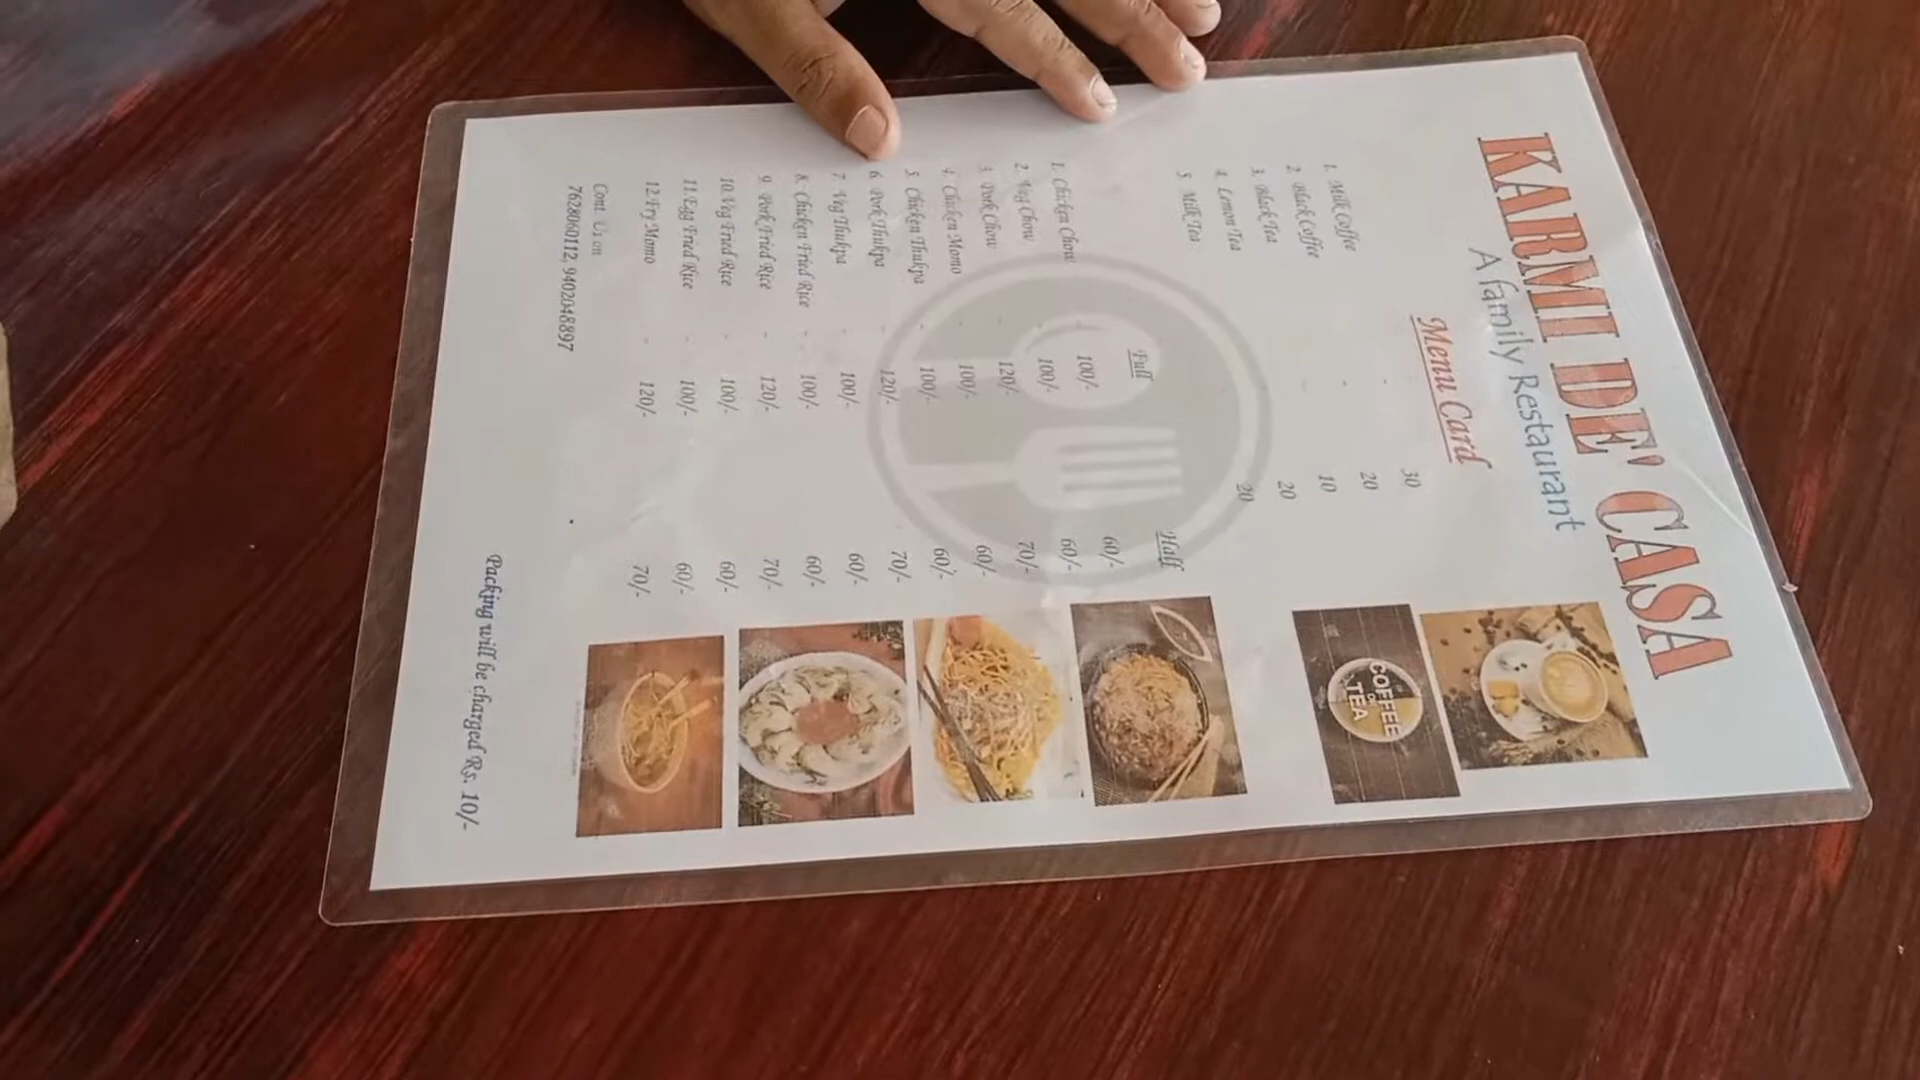 KARMI DE' CASA
A family Restaurant
Menu Card
1. Milk Coffee - 30
2. Black Coffee - 20
3. Black Tea - 10
4. Lemon Tea 20
5. Milk Tea 20
Full Half
1. Chicken Chow - 100/- 60/-
2. Veg Chow - 100/- 60/-
3. Pork Chow - 120/- 70/-
4. Chicken Momo - 100/- 60/-
5. Chicken Thukpa - 100/- 60/-
6. Pork Thukpa - 120/- 70/-
7. Veg Thukpa - 100/- 60/-
8. Chicken Fried Rice - 100/- 60/-
9. Pork Fried Rice - 120/- 70/-
10. Veg Fried Rice - 100/- 60/-
11. Egg Fried Rice - 100/- 60/-
12. Fry Momo - 120/- 70/-
Cont. Us on
7628060112, 9402048897
Packing will be charged Rs. 10/-
COFFEE
OR
TEA